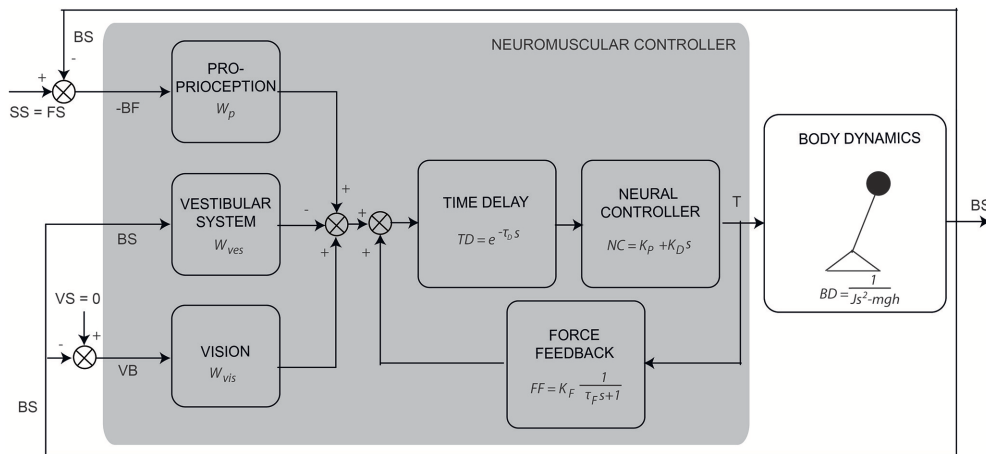 NEUROMUSCULAR CONTROLLER
BS
-
+
SS = FS
-BF
PRO-
PRIOCEPTION
W_p
+
VESTIBULAR
SYSTEM
W_ves
BS
-
+
+
+
+
TIME DELAY
TD = e^{-τ_D s}
NEURAL
CONTROLLER
NC = K_P + K_D s
T
BODY DYNAMICS
BD = 1/(Js²-mgh)
BS
VS = 0
-
+
VB
VISION
W_vis
BS
FORCE
FEEDBACK
FF = K_F 1/(τ_F s+1)